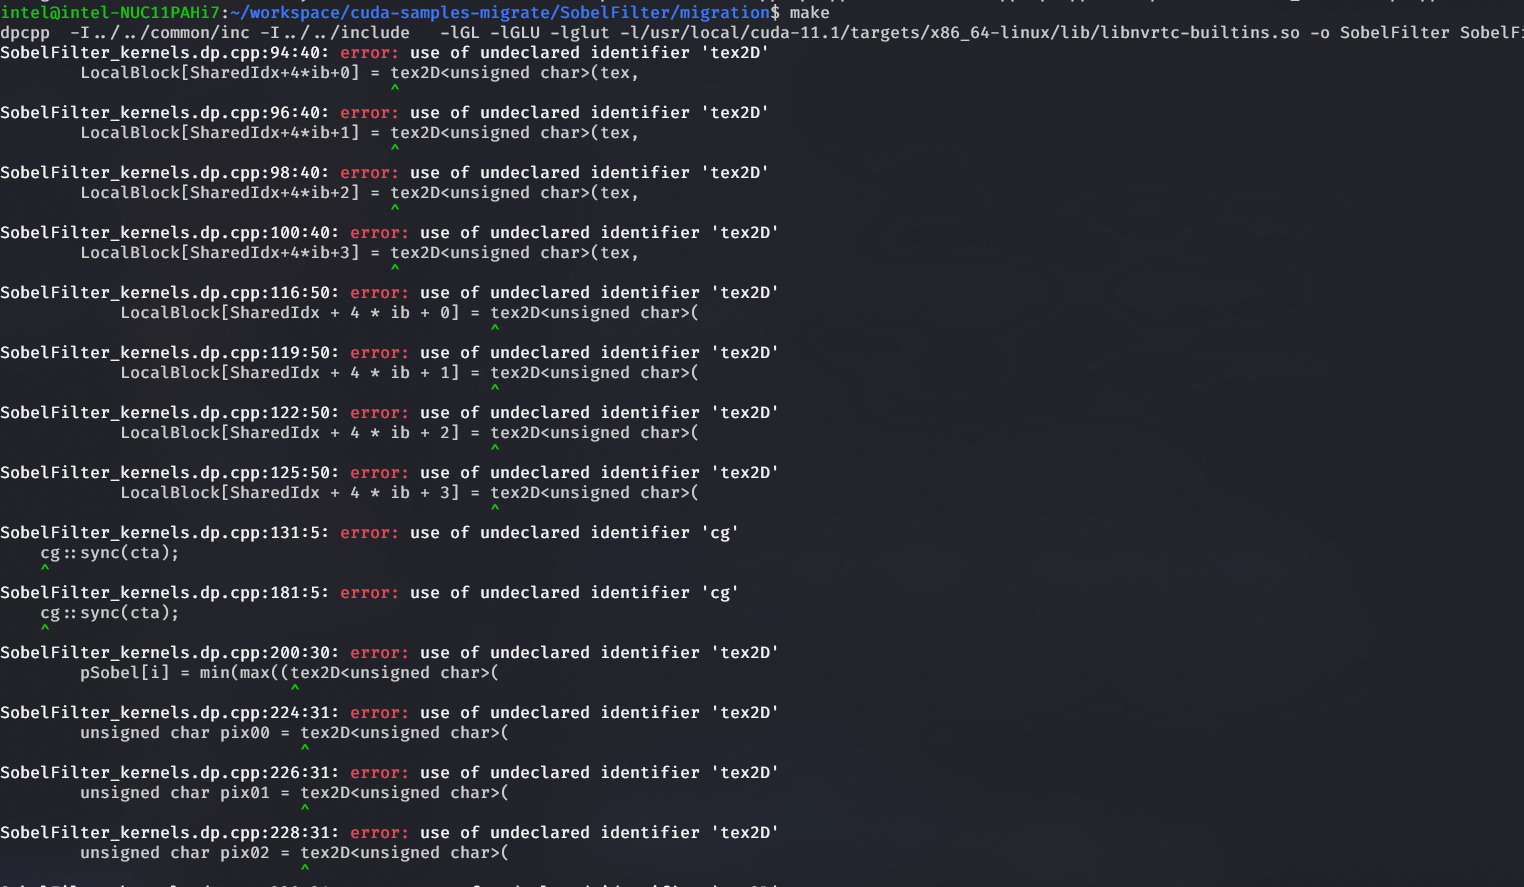 intel@intel-NUC11PAHi7:~/workspace/cuda-samples-migrate/SobelFilter/migration$ make
dpcpp  -I../../common/inc -I../../include   -lGL -lGLU -lglut -l/usr/local/cuda-11.1/targets/x86_64-linux/lib/libnvrtc-builtins.so -o SobelFilter SobelF
SobelFilter_kernels.dp.cpp:94:40: error: use of undeclared identifier 'tex2D'
        LocalBlock[SharedIdx+4*ib+0] = tex2D<unsigned char>(tex,
                                       ^
SobelFilter_kernels.dp.cpp:96:40: error: use of undeclared identifier 'tex2D'
        LocalBlock[SharedIdx+4*ib+1] = tex2D<unsigned char>(tex,
                                       ^
SobelFilter_kernels.dp.cpp:98:40: error: use of undeclared identifier 'tex2D'
        LocalBlock[SharedIdx+4*ib+2] = tex2D<unsigned char>(tex,
                                       ^
SobelFilter_kernels.dp.cpp:100:40: error: use of undeclared identifier 'tex2D'
        LocalBlock[SharedIdx+4*ib+3] = tex2D<unsigned char>(tex,
                                       ^
SobelFilter_kernels.dp.cpp:116:50: error: use of undeclared identifier 'tex2D'
            LocalBlock[SharedIdx + 4 * ib + 0] = tex2D<unsigned char>(
                                                 ^
SobelFilter_kernels.dp.cpp:119:50: error: use of undeclared identifier 'tex2D'
            LocalBlock[SharedIdx + 4 * ib + 1] = tex2D<unsigned char>(
                                                 ^
SobelFilter_kernels.dp.cpp:122:50: error: use of undeclared identifier 'tex2D'
            LocalBlock[SharedIdx + 4 * ib + 2] = tex2D<unsigned char>(
                                                 ^
SobelFilter_kernels.dp.cpp:125:50: error: use of undeclared identifier 'tex2D'
            LocalBlock[SharedIdx + 4 * ib + 3] = tex2D<unsigned char>(
                                                 ^
SobelFilter_kernels.dp.cpp:131:5: error: use of undeclared identifier 'cg'
    cg::sync(cta);
    ^
SobelFilter_kernels.dp.cpp:181:5: error: use of undeclared identifier 'cg'
    cg::sync(cta);
    ^
SobelFilter_kernels.dp.cpp:200:30: error: use of undeclared identifier 'tex2D'
        pSobel[i] = min(max((tex2D<unsigned char>(
                             ^
SobelFilter_kernels.dp.cpp:224:31: error: use of undeclared identifier 'tex2D'
        unsigned char pix00 = tex2D<unsigned char>(
                              ^
SobelFilter_kernels.dp.cpp:226:31: error: use of undeclared identifier 'tex2D'
        unsigned char pix01 = tex2D<unsigned char>(
                              ^
SobelFilter_kernels.dp.cpp:228:31: error: use of undeclared identifier 'tex2D'
        unsigned char pix02 = tex2D<unsigned char>(
                              ^